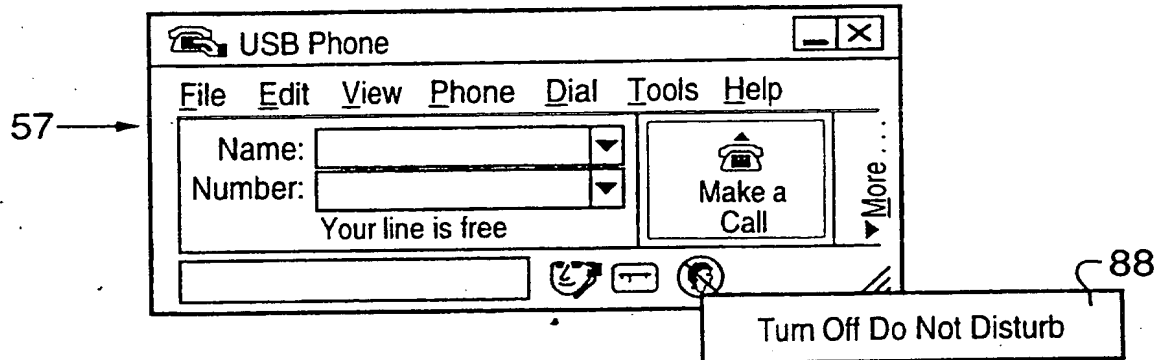 USB Phone
File Edit View Phone Dial Tools Help
57
Name:
Number:
Your line is free
Make a
Call
More...
88
Turn Off Do Not Disturb